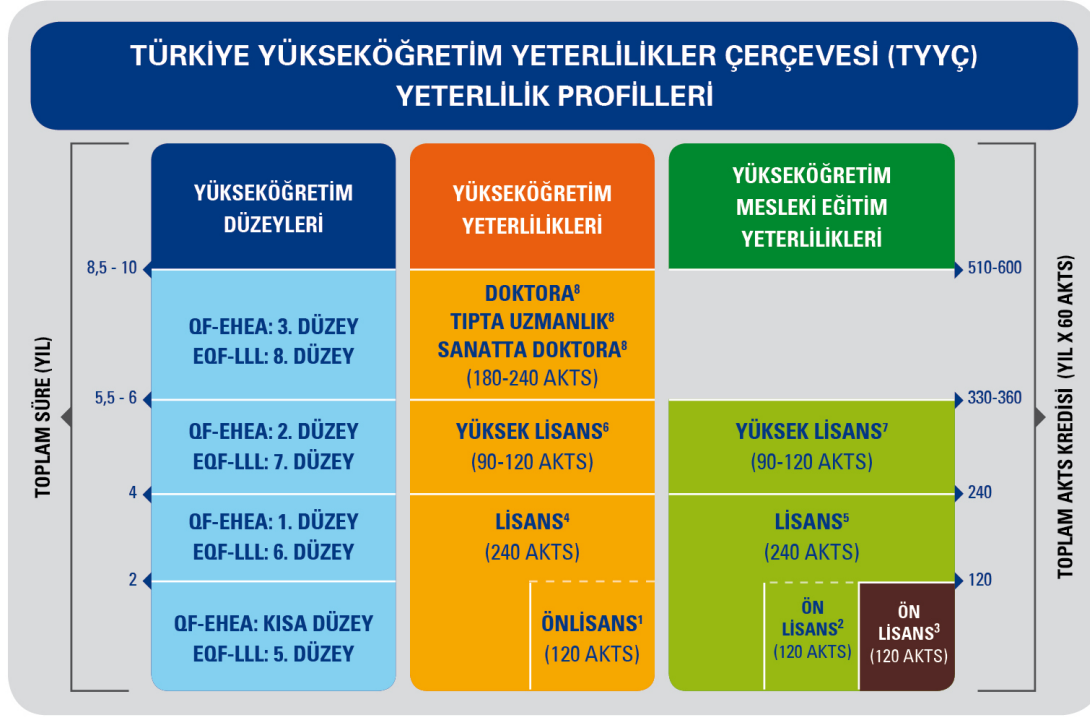 TÜRKİYE YÜKSEKÖĞRETİM YETERLİLİKLER ÇERÇEVESİ (TYYÇ)
YETERLİLİK PROFİLLERİ
TOPLAM SÜRE (YIL)
8,5 - 10
5,5 - 6
4
2
YÜKSEKÖĞRETİM
DÜZEYLERİ
QF-EHEA: 3. DÜZEY
EQF-LLL: 8. DÜZEY
QF-EHEA: 2. DÜZEY
EQF-LLL: 7. DÜZEY
QF-EHEA: 1. DÜZEY
EQF-LLL: 6. DÜZEY
QF-EHEA: KISA DÜZEY
EQF-LLL: 5. DÜZEY
YÜKSEKÖĞRETİM
YETERLİLİKLERİ
DOKTORA⁸
TIPTA UZMANLIK⁸
SANATTA DOKTORA⁸
(180-240 AKTS)
YÜKSEK LİSANS⁶
(90-120 AKTS)
LİSANS⁴
(240 AKTS)
ÖNLİSANS¹
(120 AKTS)
YÜKSEKÖĞRETİM
MESLEKİ EĞİTİM
YETERLİLİKLERİ
YÜKSEK LİSANS⁷
(90-120 AKTS)
LİSANS⁵
(240 AKTS)
ÖN
LİSANS²
(120 AKTS)
ÖN
LİSANS³
(120 AKTS)
510-600
330-360
240
120
TOPLAM AKTS KREDİSİ (YIL X 60 AKTS)